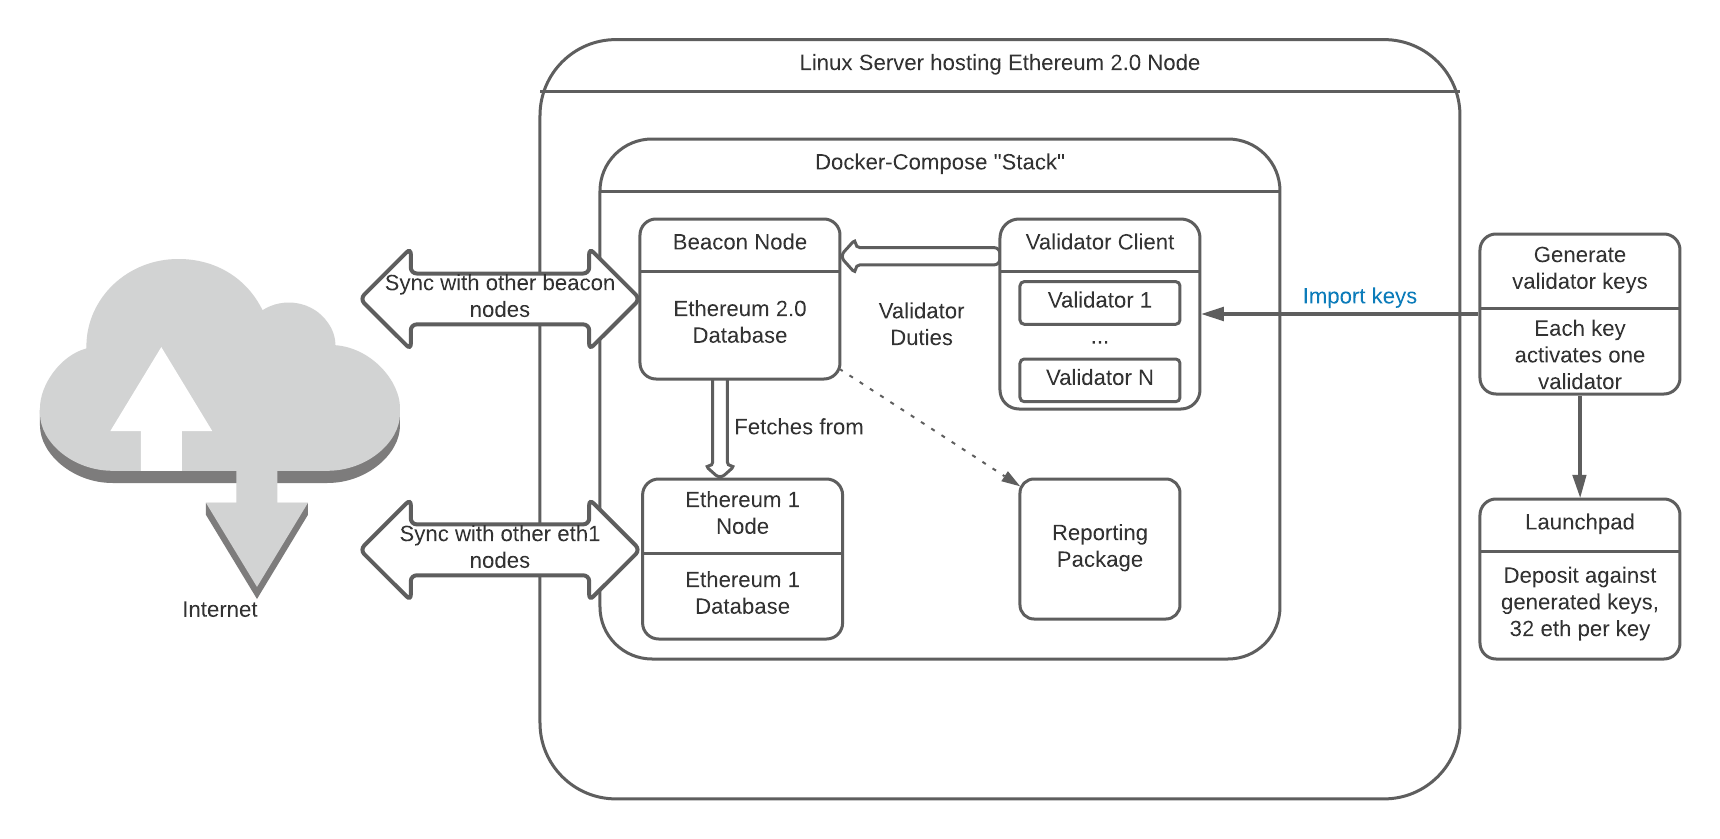 Linux Server hosting Ethereum 2.0 Node
Docker-Compose "Stack"
Beacon Node
Ethereum 2.0
Database
Validator Client
Validator 1
...
Validator N
Validator
Duties
Import keys
Generate
validator keys
Each key
activates one
validator
Sync with other beacon
nodes
Fetches from
Ethereum 1
Node
Ethereum 1
Database
Reporting
Package
Launchpad
Deposit against
generated keys,
32 eth per key
Sync with other eth1
nodes
Internet